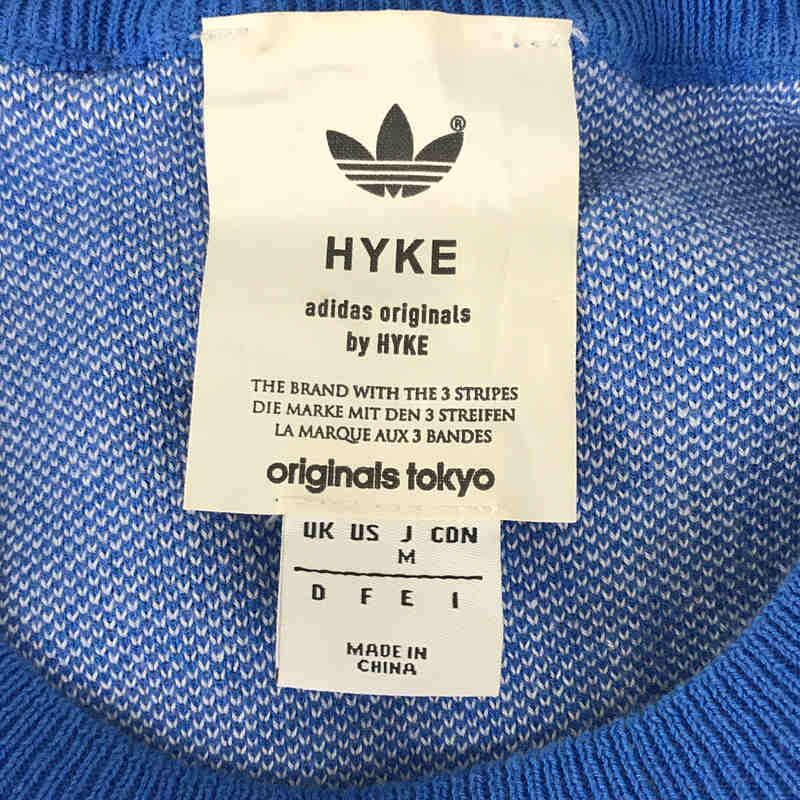 ®
HYKE
adidas originals
by HYKE
THE BRAND WITH THE 3 STRIPES
DIE MARKE MIT DEN 3 STREIFEN
LA MARQUE AUX 3 BANDES
originals tokyo
UK US J CDN
M
D F E I
MADE IN
CHINA